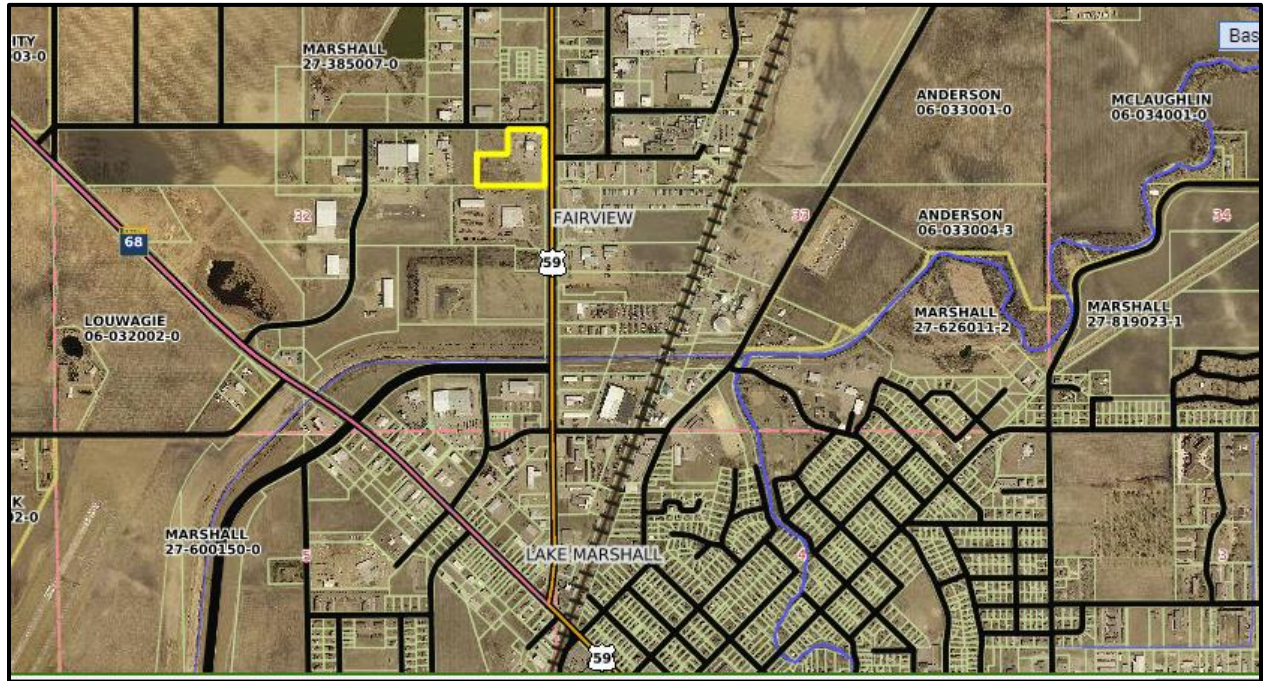 ITY
03-0
MARSHALL
27-385007-0
ANDERSON
06-033001-0
MCLAUGHLIN
06-034001-0
Bas
32
FAIRVIEW
33
ANDERSON
06-033004-3
34
68
59
LOUWAGIE
06-032002-0
MARSHALL
27-626011-2
MARSHALL
27-819023-1
K
02-0
MARSHALL
27-600150-0
5
LAKE MARSHALL
4
3
59